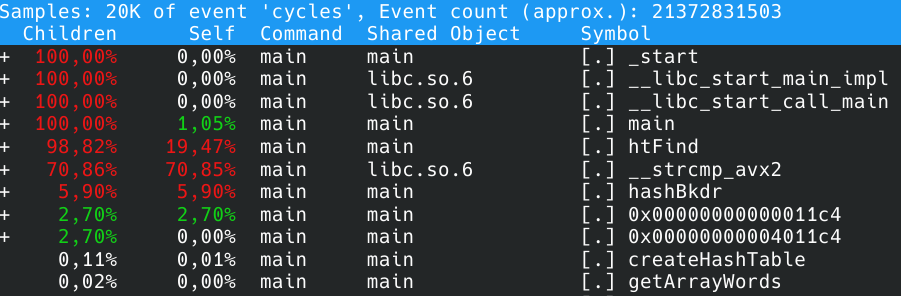 Samples: 20K of event 'cycles', Event count (approx.): 21372831503
Children Self Command Shared Object Symbol
+ 100,00% 0,00% main main [.] _start
+ 100,00% 0,00% main libc.so.6 [.] __libc_start_main_impl
+ 100,00% 0,00% main libc.so.6 [.] __libc_start_call_main
+ 100,00% 1,05% main main [.] main
+ 98,82% 19,47% main main [.] htFind
+ 70,86% 70,85% main libc.so.6 [.] __strcmp_avx2
+ 5,90% 5,90% main main [.] hashBkdr
+ 2,70% 2,70% main main [.] 0x00000000000011c4
+ 2,70% 0,00% main main [.] 0x00000000004011c4
0,11% 0,01% main main [.] createHashTable
0,02% 0,00% main main [.] getArrayWords